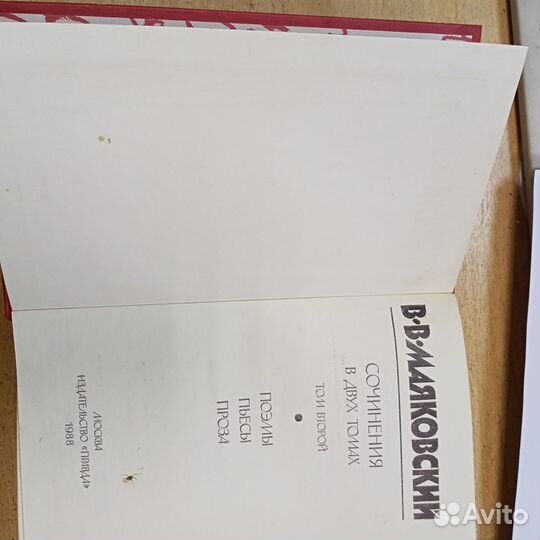 В·В·МАЯКОВСКИЙ
СОЧИНЕНИЯ
В ДВУХ ТОМАХ
ТОМ ВТОРОЙ
ПОЭМЫ
ПЬЕСЫ
ПРОЗА
МОСКВА
ИЗДАТЕЛЬСТВО «ПРАВДА»
1988
Avito